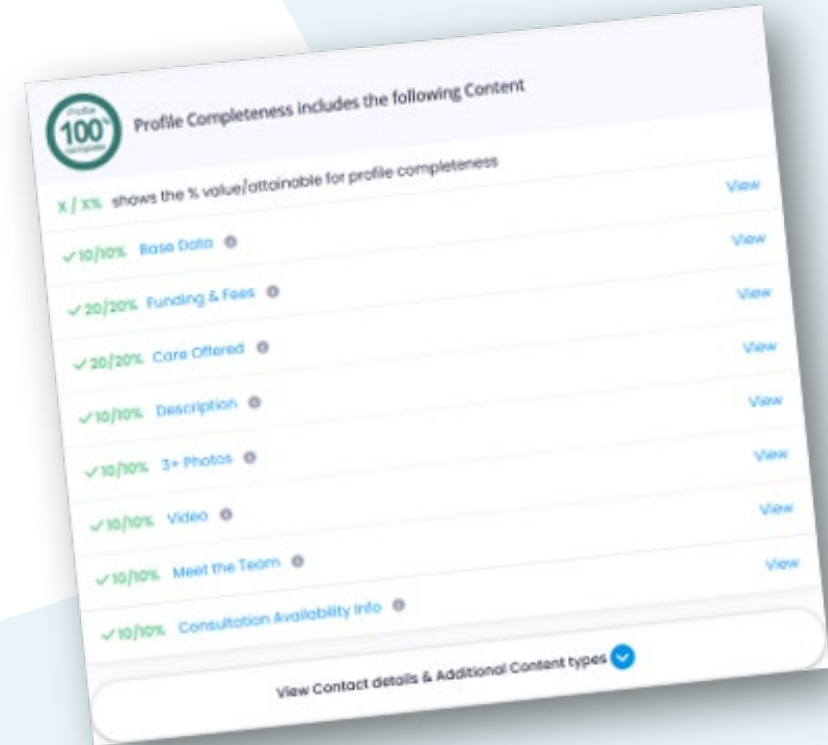 Profile
100%
complete
Profile Completeness includes the following Content
X / X% shows the % value/attainable for profile completeness
View
10/10% Base Data
View
20/20% Funding & Fees
View
20/20% Care Offered
View
10/10% Description
View
10/10% 3+ Photos
View
10/10% Video
View
10/10% Meet the Team
View
10/10% Consultation Availability Info
View Contact details & Additional Content types